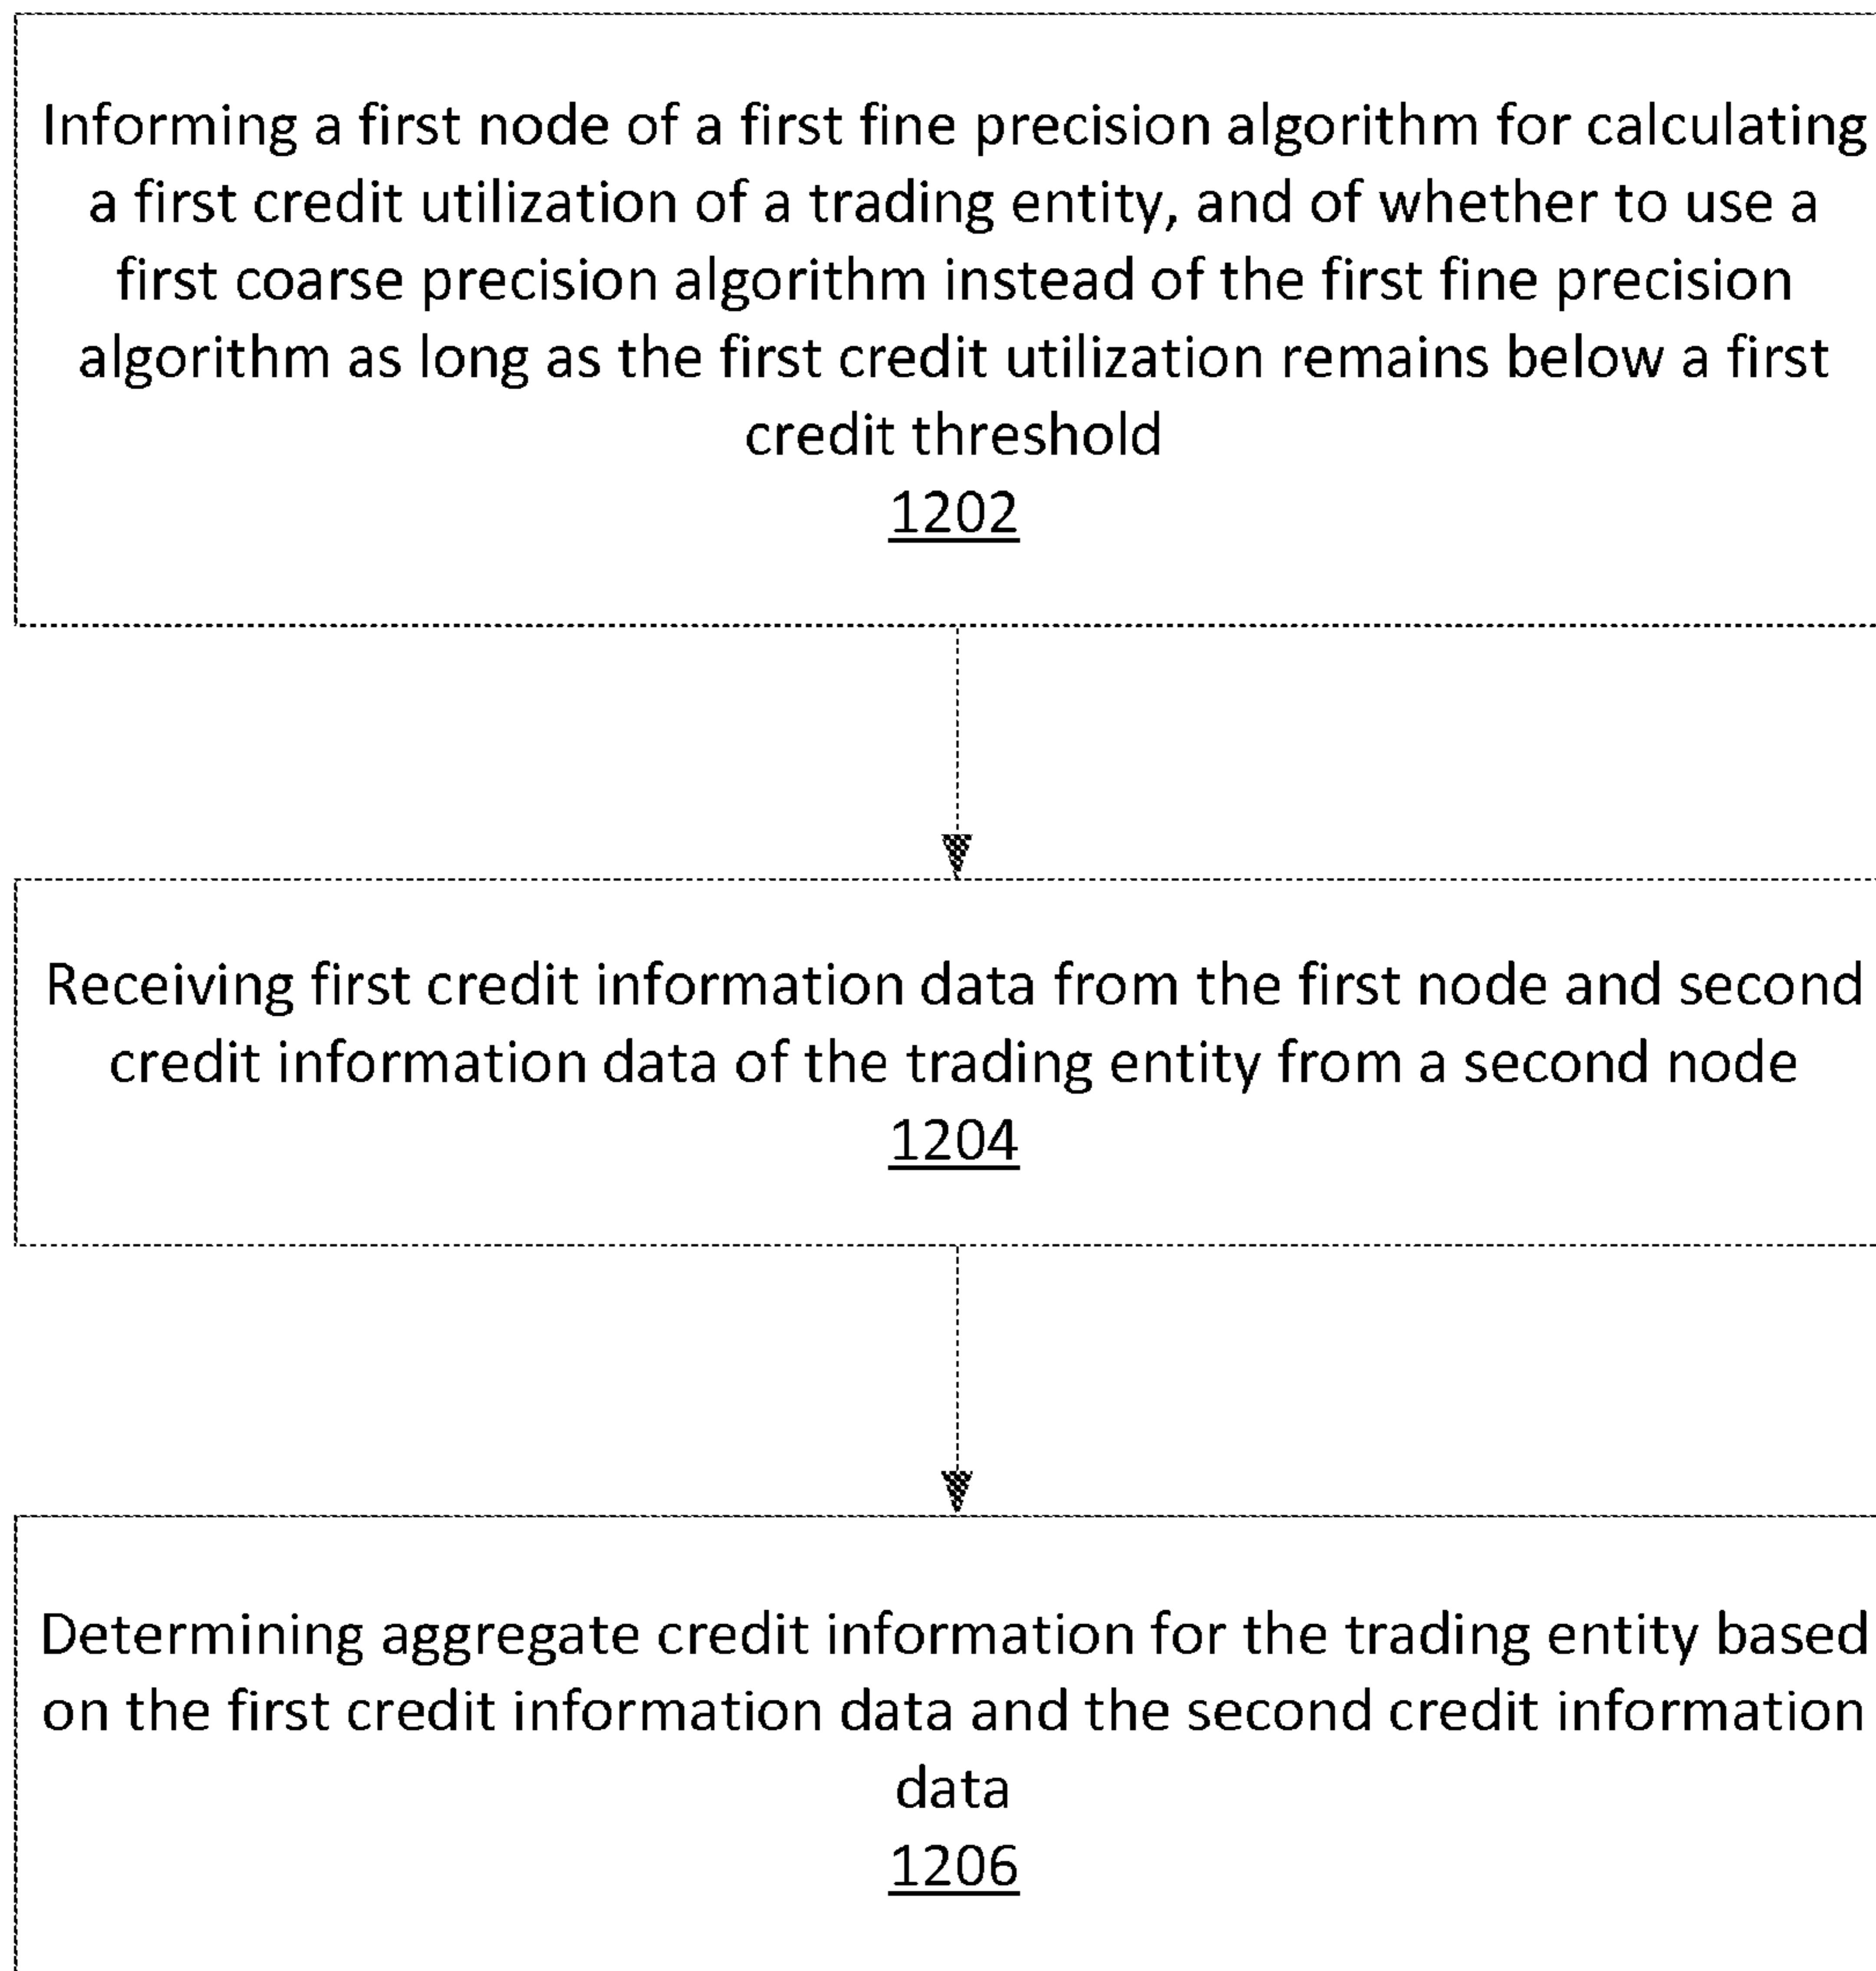 Informing a first node of a first fine precision algorithm for calculating
a first credit utilization of a trading entity, and of whether to use a
first coarse precision algorithm instead of the first fine precision
algorithm as long as the first credit utilization remains below a first
credit threshold
1202
Receiving first credit information data from the first node and second
credit information data of the trading entity from a second node
1204
Determining aggregate credit information for the trading entity based
on the first credit information data and the second credit information
data
1206